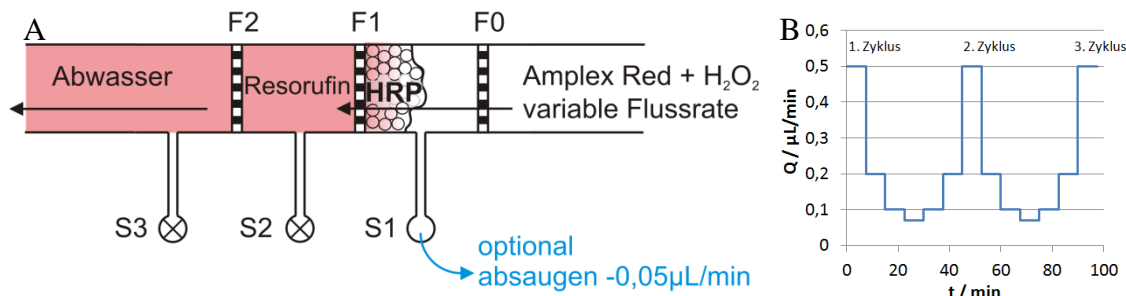 A
F2
F1
F0
Abwasser
Resorufin
HRP
Amplex Red + H₂O₂
variable Flussrate
S3
S2
S1
optional
absaugen -0,05µL/min
B
0,6
0,5
0,4
0,3
0,2
0,1
0
Q / µL/min
1. Zyklus
2. Zyklus
3. Zyklus
0
20
40
60
80
100
t / min